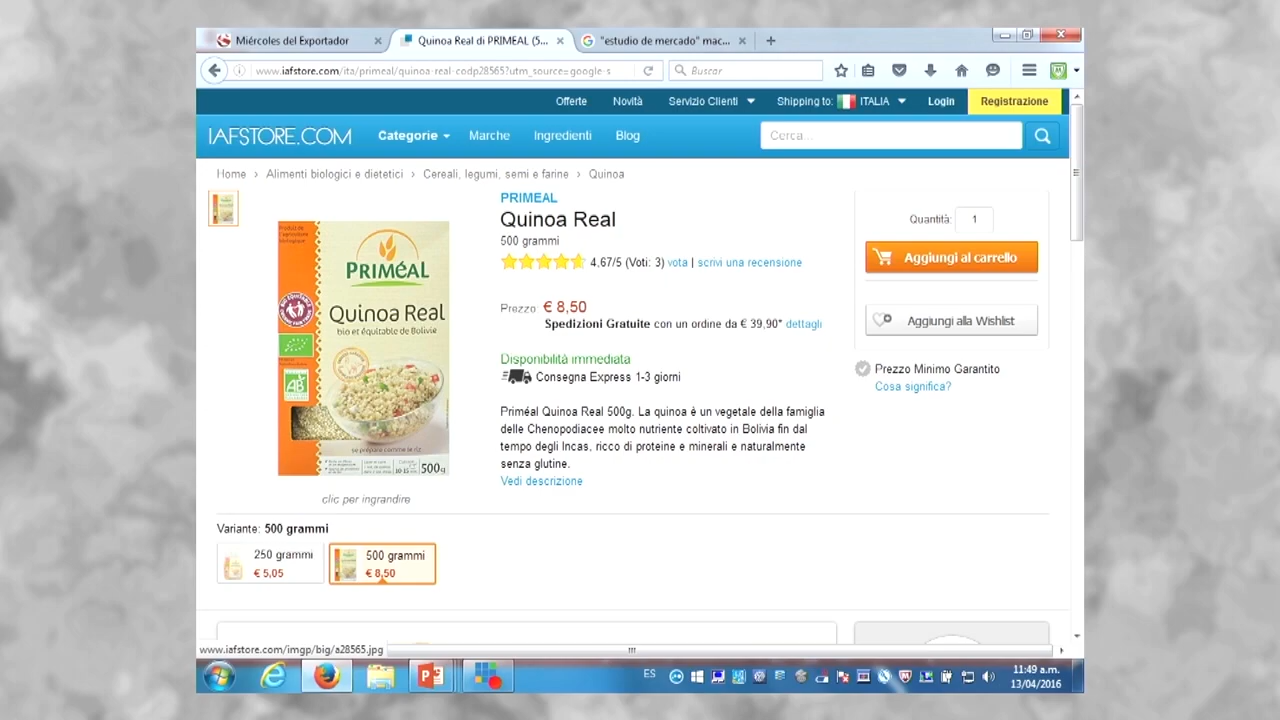 Miércoles del Exportador
Quinoa Real di PRIMEAL (5...
"estudio de mercado" mac...
www.iafstore.com/ita/primeal/quinoa-real-codp28565?utm_source=google-s
Buscar
Offerte
Novità
Servizio Clienti
Shipping to:
ITALIA
Login
Registrazione
IAFSTORE.COM
Categorie
Marche
Ingredienti
Blog
Cerca...
Home › Alimenti biologici e dietetici › Cereali, legumi, semi e farine › Quinoa
PRIMEAL
Quinoa Real
500 grammi
4,67/5 (Voti: 3) vota | scrivi una recensione
Prezzo: € 8,50
Spedizioni Gratuite con un ordine da € 39,90* dettagli
Disponibilità immediata
Consegna Express 1-3 giorni
Priméal Quinoa Real 500g. La quinoa è un vegetale della famiglia
delle Chenopodiacee molto nutriente coltivato in Bolivia fin dal
tempo degli Incas, ricco di proteine e minerali e naturalmente
senza glutine.
Vedi descrizione
Quantità: 1
Aggiungi al carrello
Aggiungi alla Wishlist
Prezzo Minimo Garantito
Cosa significa?
PRIMÉAL
Quinoa Real
bio et équitable de Bolivie
AB
se prépare comme le riz
500g
clic per ingrandire
Variante: 500 grammi
250 grammi
€ 5,05
500 grammi
€ 8,50
www.iafstore.com/imgp/big/a28565.jpg
ES
11:49 a.m.
13/04/2016